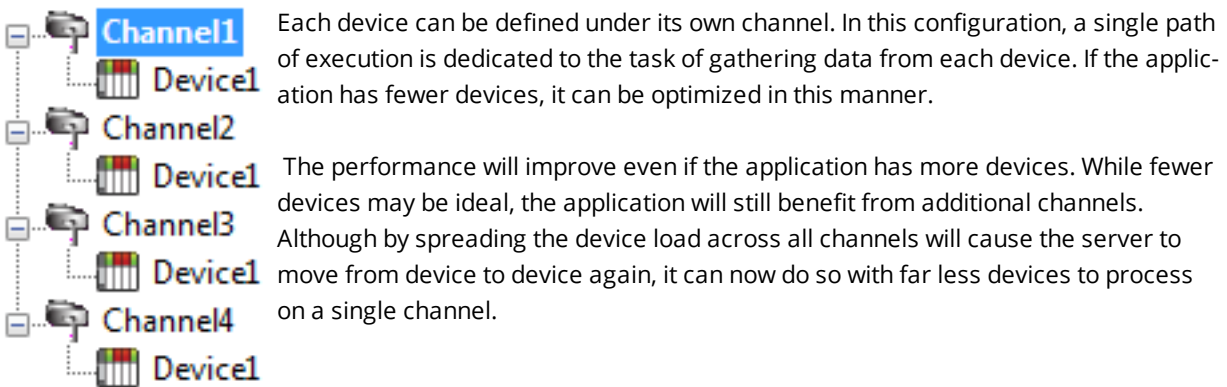 Channel1
Device1
Channel2
Device1
Channel3
Device1
Channel4
Device1
Each device can be defined under its own channel. In this configuration, a single path
of execution is dedicated to the task of gathering data from each device. If the applic-
ation has fewer devices, it can be optimized in this manner.
The performance will improve even if the application has more devices. While fewer
devices may be ideal, the application will still benefit from additional channels.
Although by spreading the device load across all channels will cause the server to
move from device to device again, it can now do so with far less devices to process
on a single channel.